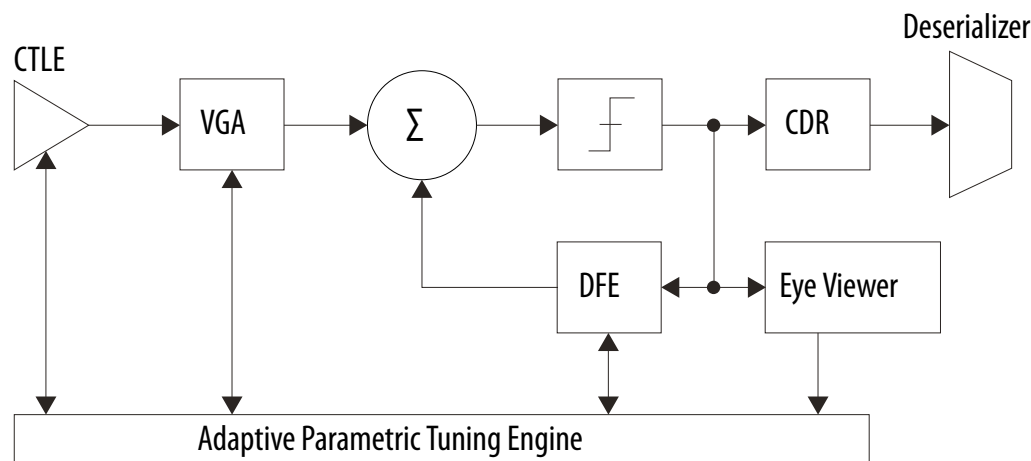 Deserializer
CTLE
VGA
Σ
CDR
DFE
Eye Viewer
Adaptive Parametric Tuning Engine